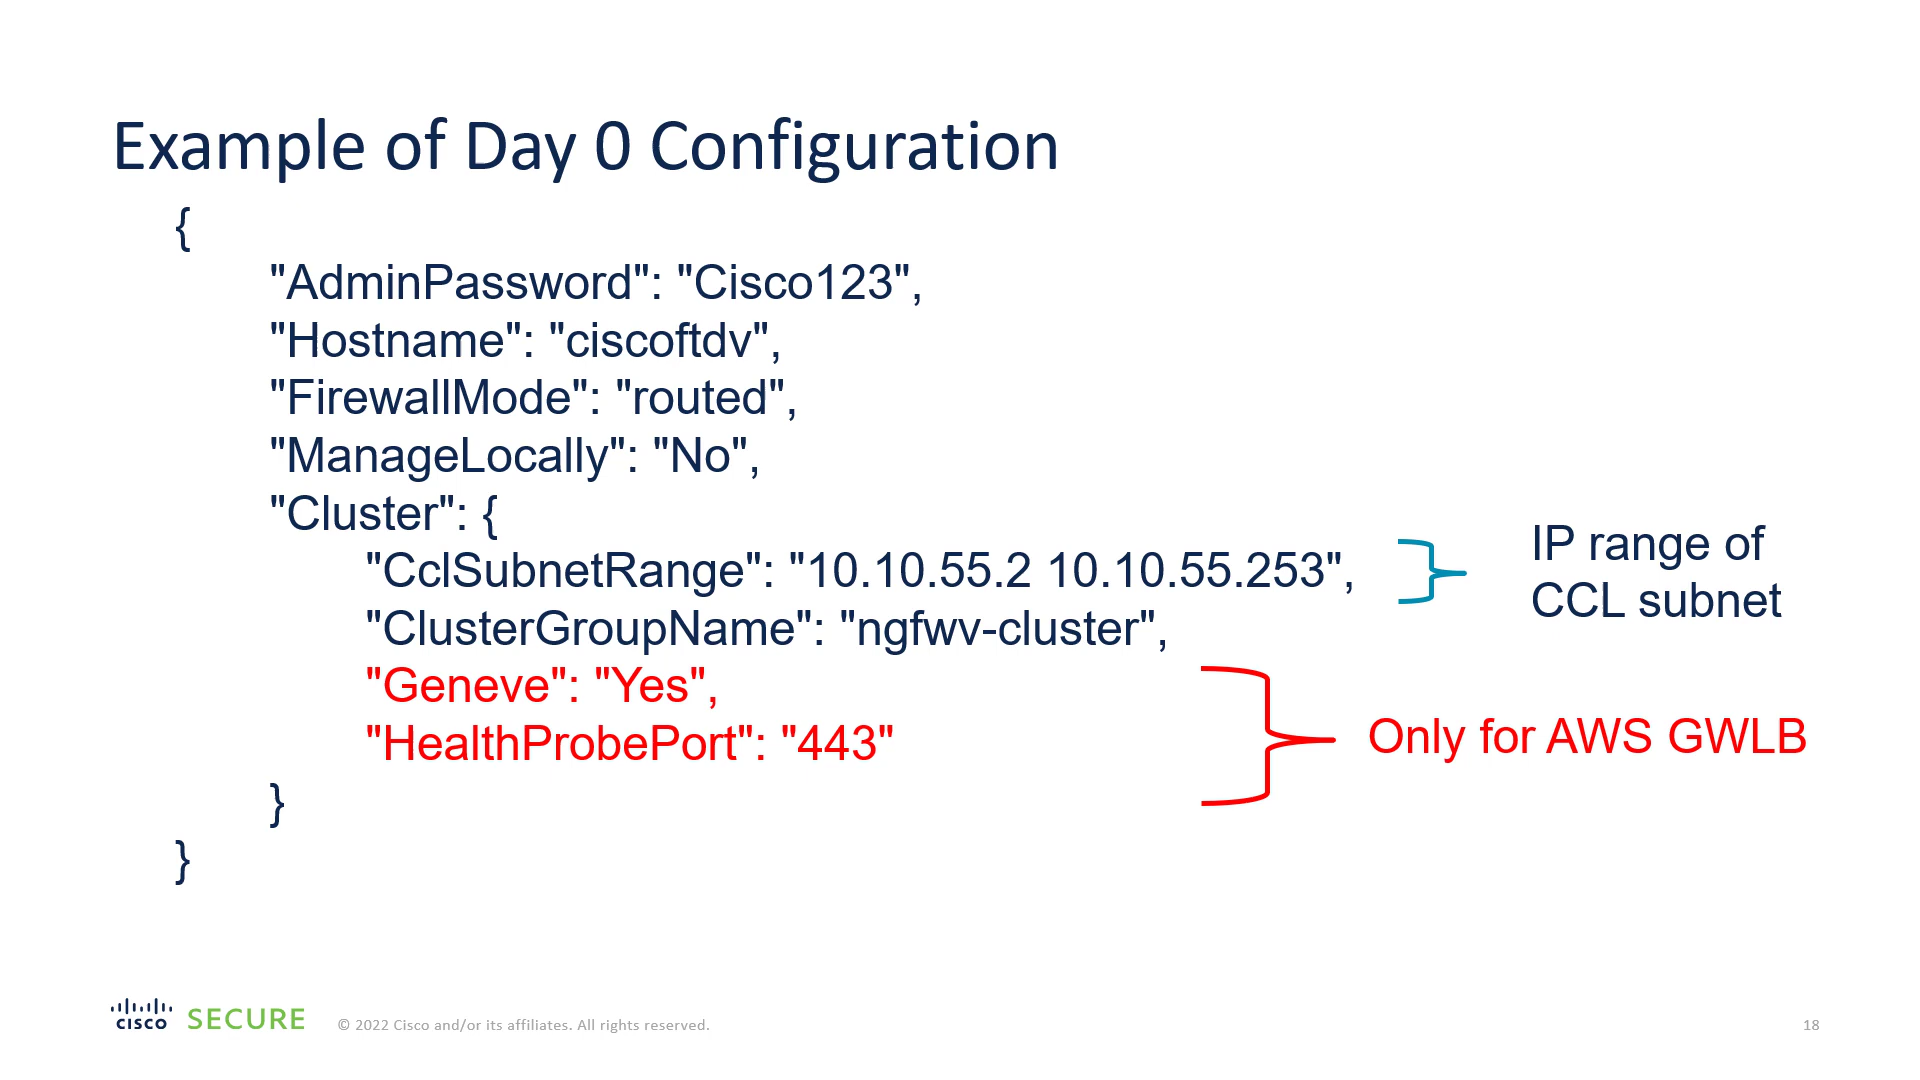 Example of Day 0 Configuration
{
"AdminPassword": "Cisco123",
"Hostname": "ciscoftdv",
"FirewallMode": "routed",
"ManageLocally": "No",
"Cluster": {
"CclSubnetRange": "10.10.55.2 10.10.55.253",
"ClusterGroupName": "ngfwv-cluster",
"Geneve": "Yes",
"HealthProbePort": "443"
}
}
IP range of
CCL subnet
Only for AWS GWLB
CISCO SECURE
© 2022 Cisco and/or its affiliates. All rights reserved.
18